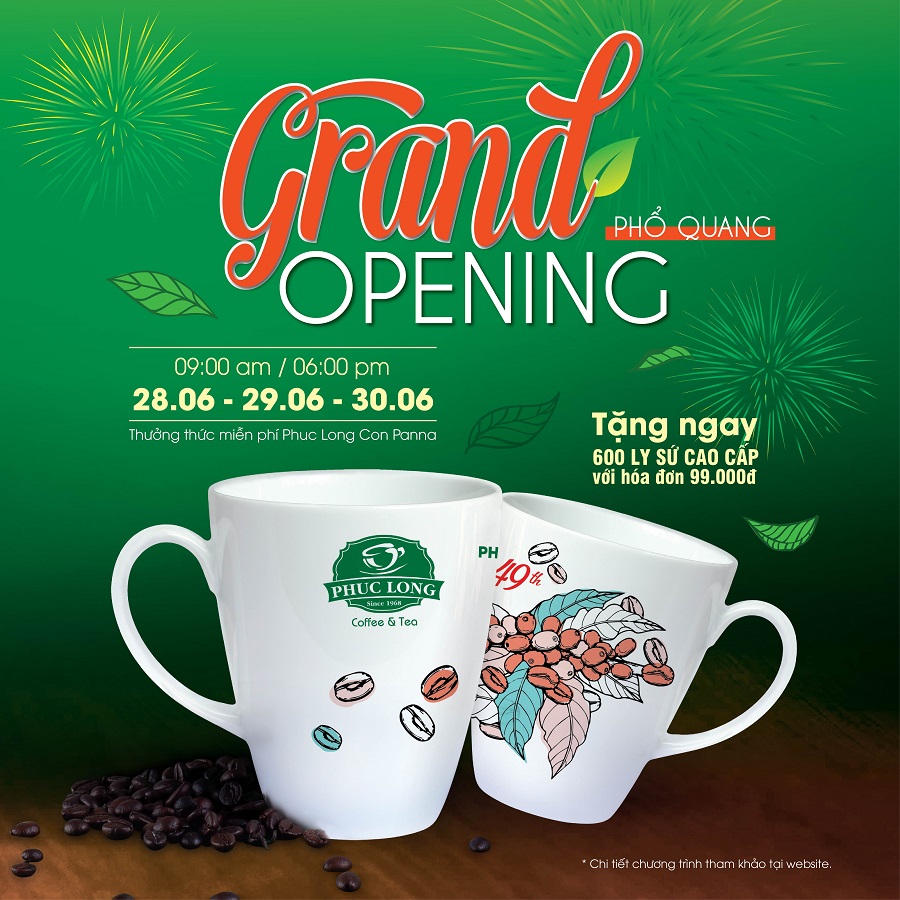 Grand
PHỔ QUANG
OPENING
09:00 am / 06:00 pm
28.06 - 29.06 - 30.06
Thưởng thức miễn phí Phuc Long Con Panna
Tặng ngay
600 LY SỨ CAO CẤP
với hóa đơn 99.000đ
PHUC LONG
Since 1968
Coffee & Tea
PH
49th
* Chi tiết chương trình tham khảo tại website.